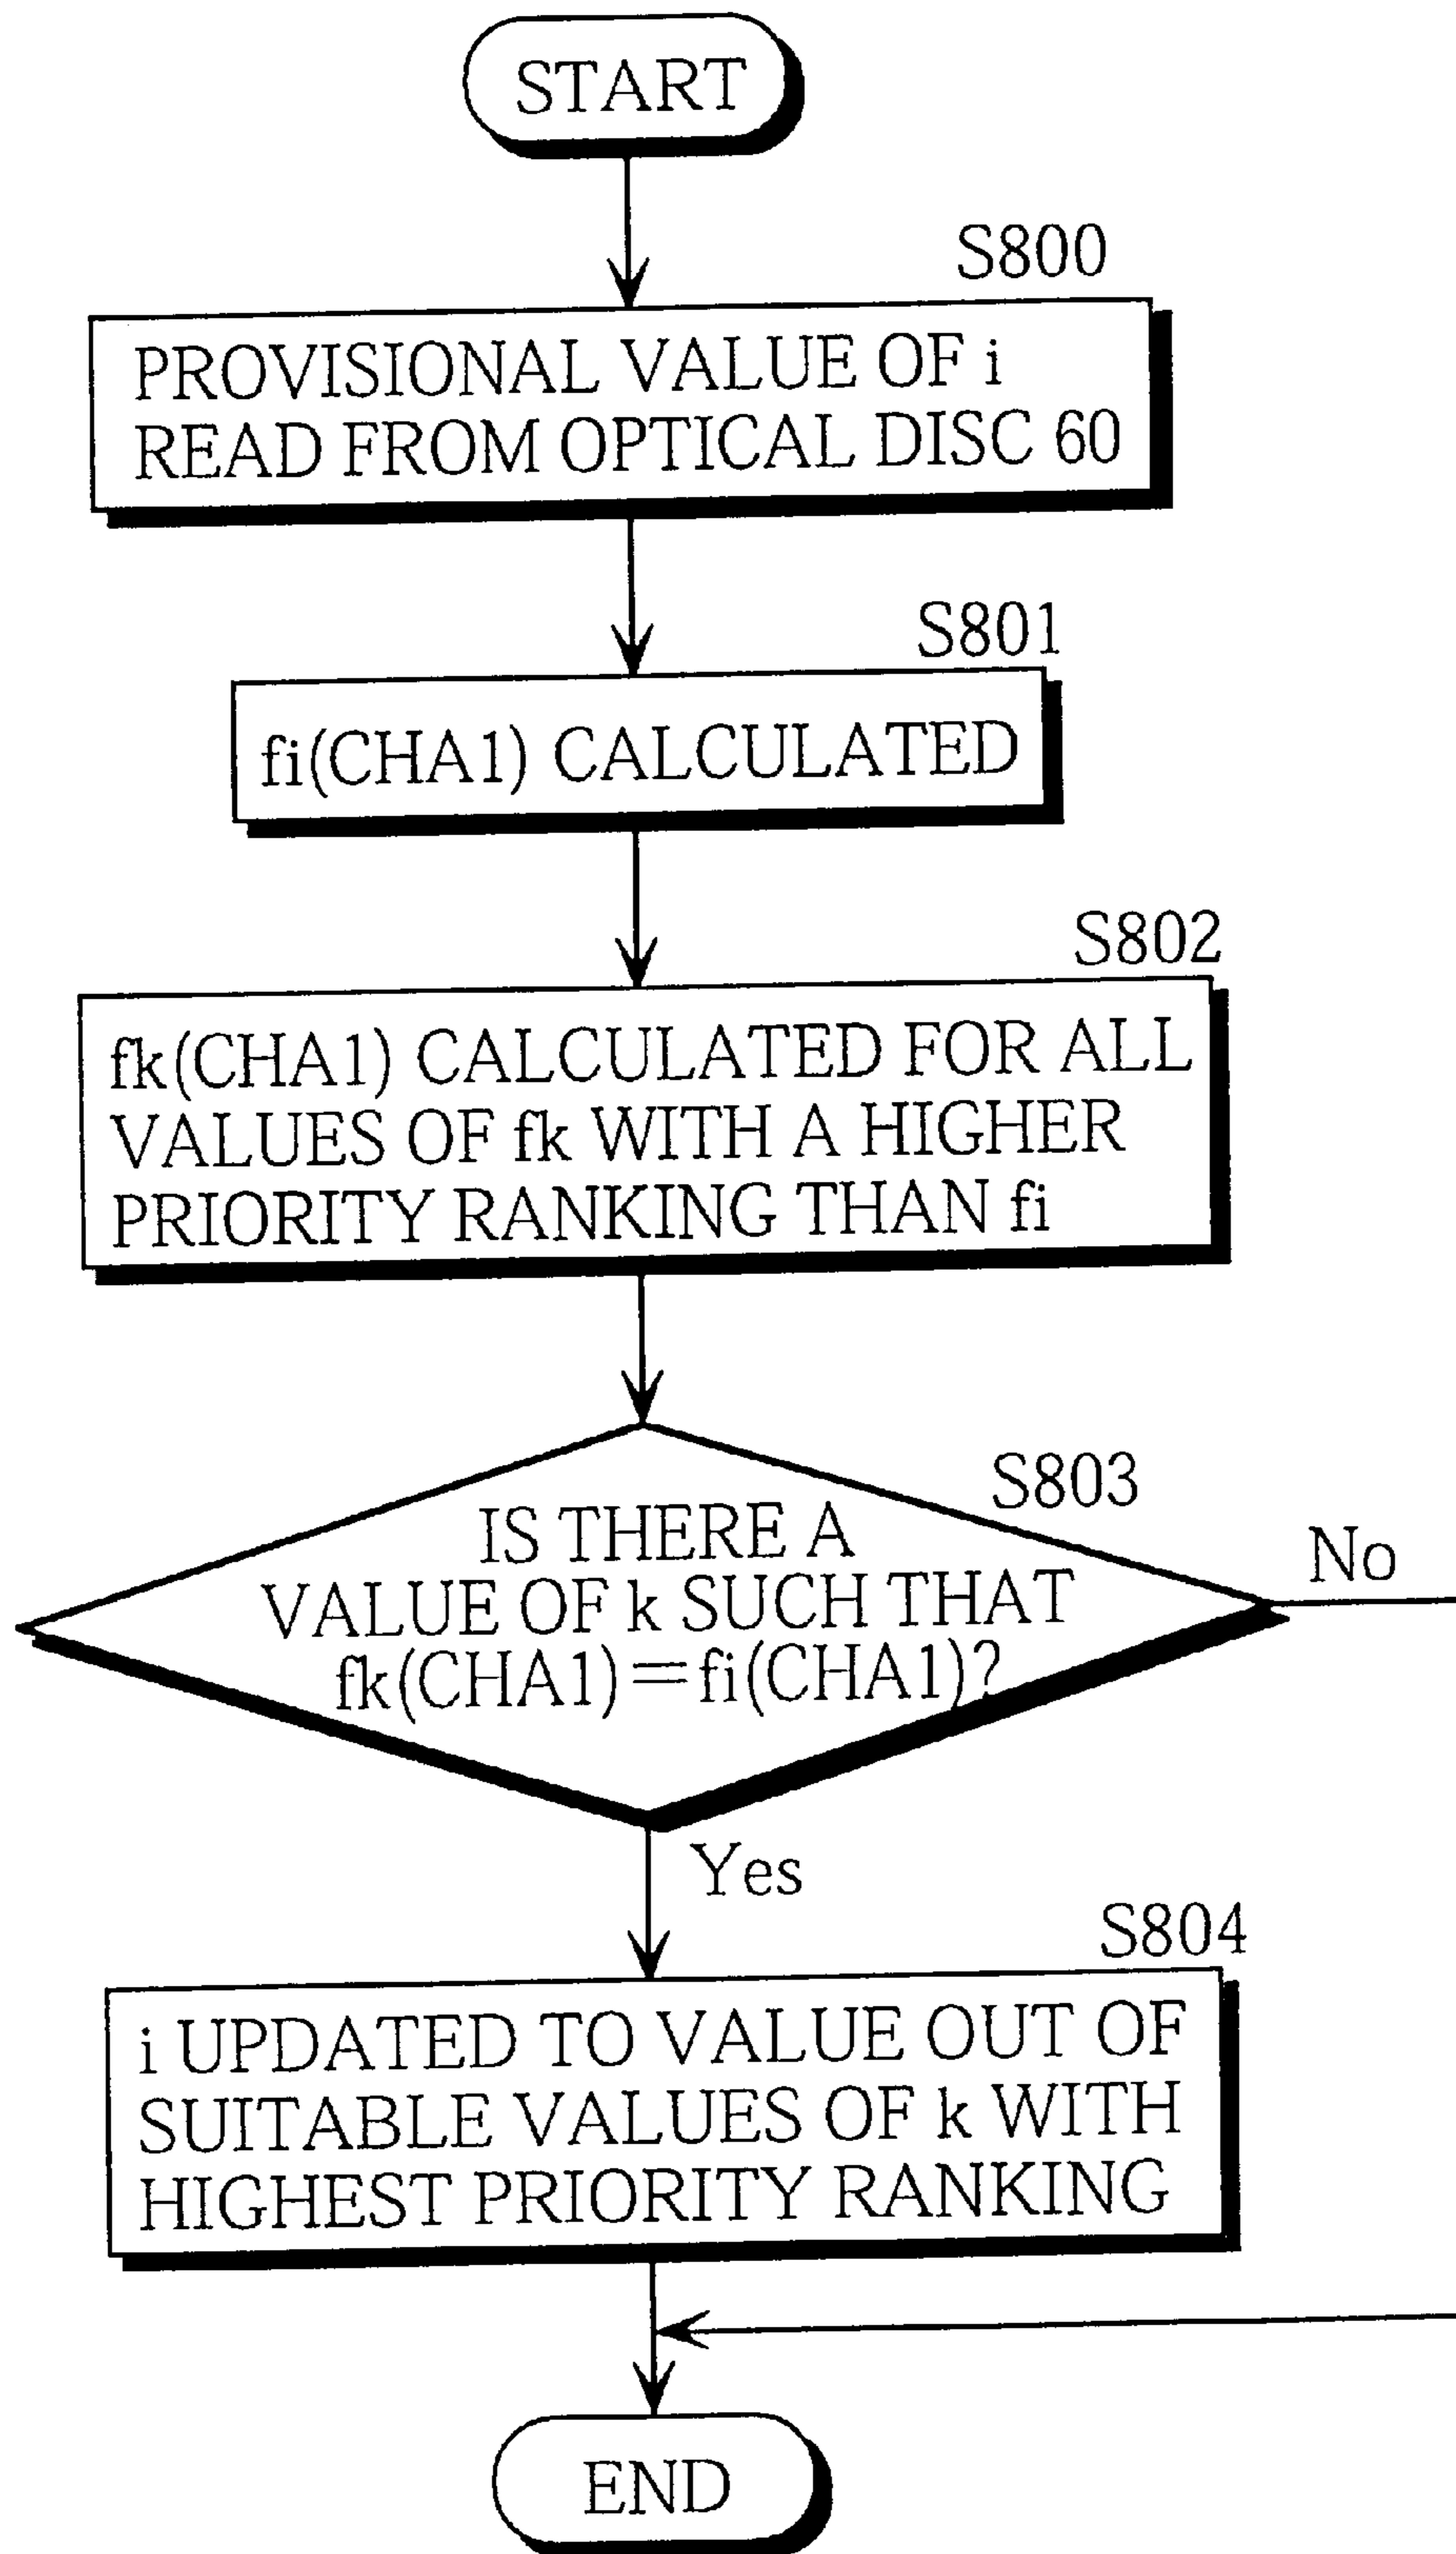 START
S800
PROVISIONAL VALUE OF i
READ FROM OPTICAL DISC 60
S801
fi(CHA1) CALCULATED
S802
fk(CHA1) CALCULATED FOR ALL
VALUES OF fk WITH A HIGHER
PRIORITY RANKING THAN fi
S803
IS THERE A
VALUE OF k SUCH THAT
fk(CHA1)=fi(CHA1)?
No
Yes
S804
i UPDATED TO VALUE OUT OF
SUITABLE VALUES OF k WITH
HIGHEST PRIORITY RANKING
END